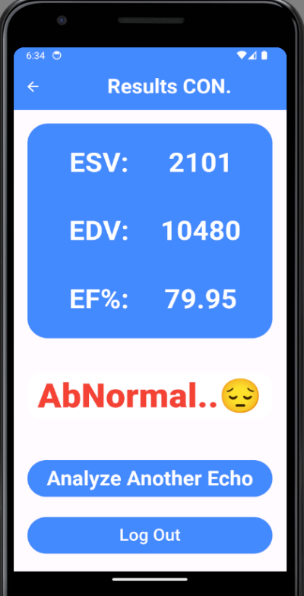 6:34
Results CON.
ESV: 2101
EDV: 10480
EF%: 79.95
AbNormal..😔
Analyze Another Echo
Log Out